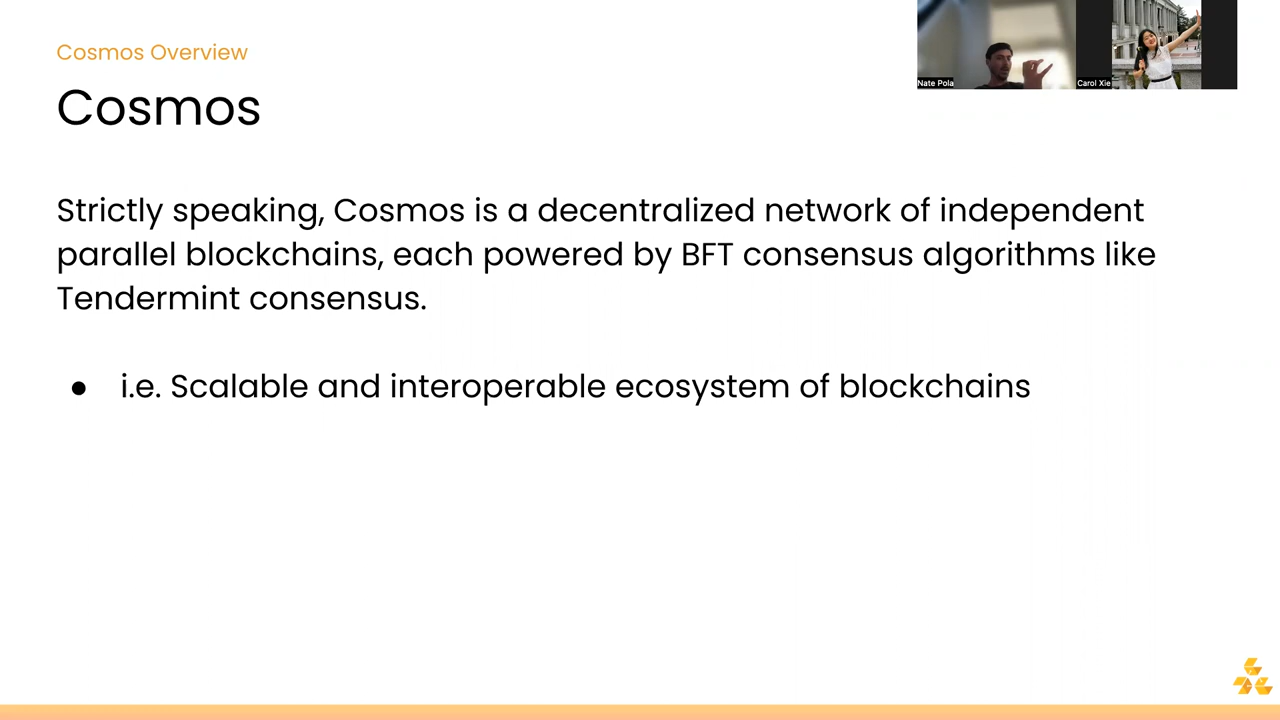 Cosmos Overview
Cosmos
Nate Pola
Carol Xie
Strictly speaking, Cosmos is a decentralized network of independent
parallel blockchains, each powered by BFT consensus algorithms like
Tendermint consensus.
● i.e. Scalable and interoperable ecosystem of blockchains